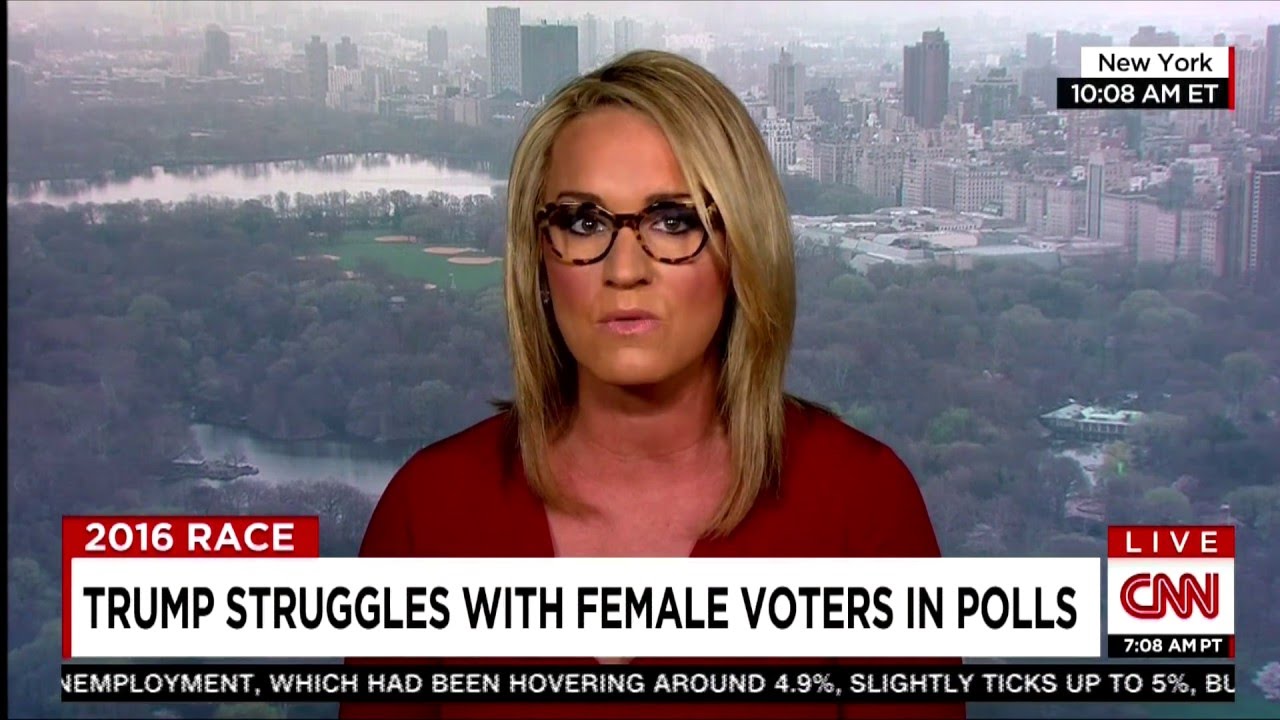 New York
10:08 AM ET
2016 RACE
TRUMP STRUGGLES WITH FEMALE VOTERS IN POLLS
LIVE
CNN
7:08 AM PT
NEMPLOYMENT, WHICH HAD BEEN HOVERING AROUND 4.9%, SLIGHTLY TICKS UP TO 5%, BU